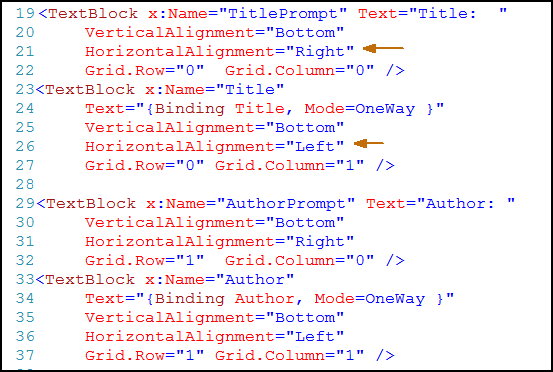 19<TextBlock x:Name="TitlePrompt" Text="Title:  "
20     VerticalAlignment="Bottom"
21     HorizontalAlignment="Right"
22     Grid.Row="0"  Grid.Column="0" />
23<TextBlock x:Name="Title"
24     Text="{Binding Title, Mode=OneWay }"
25     VerticalAlignment="Bottom"
26     HorizontalAlignment="Left"
27     Grid.Row="0" Grid.Column="1" />
28
29<TextBlock x:Name="AuthorPrompt" Text="Author:  "
30     VerticalAlignment="Bottom"
31     HorizontalAlignment="Right"
32     Grid.Row="1"  Grid.Column="0" />
33<TextBlock x:Name="Author"
34     Text="{Binding Author, Mode=OneWay }"
35     VerticalAlignment="Bottom"
36     HorizontalAlignment="Left"
37     Grid.Row="1" Grid.Column="1" />